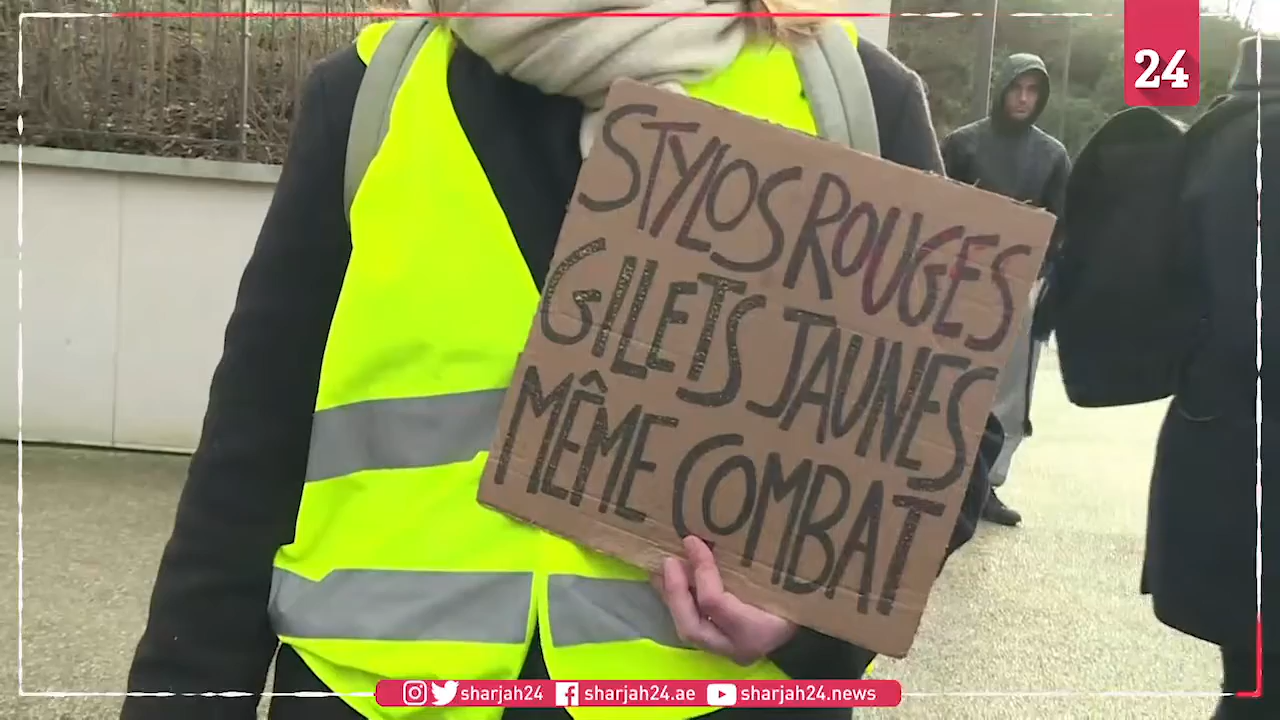 24
STYLOS ROUGES
GILETS JAUNES
MÊME COMBAT
sharjah24 sharjah24.ae sharjah24.news